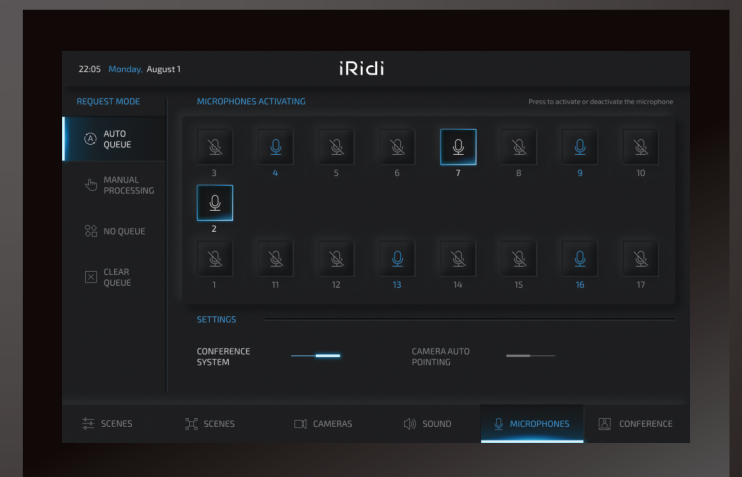 22:05 Monday, August 1
iRidi
REQUEST MODE
MICROPHONES ACTIVATING
Press to activate or deactivate the microphone
A
AUTO
QUEUE
MANUAL
PROCESSING
NO QUEUE
CLEAR
QUEUE
3 4 5 6 7 8 9 10
2
1 11 12 13 14 15 16 17
SETTINGS
CONFERENCE
SYSTEM
CAMERA AUTO
POINTING
SCENES SCENES CAMERAS SOUND MICROPHONES CONFERENCE